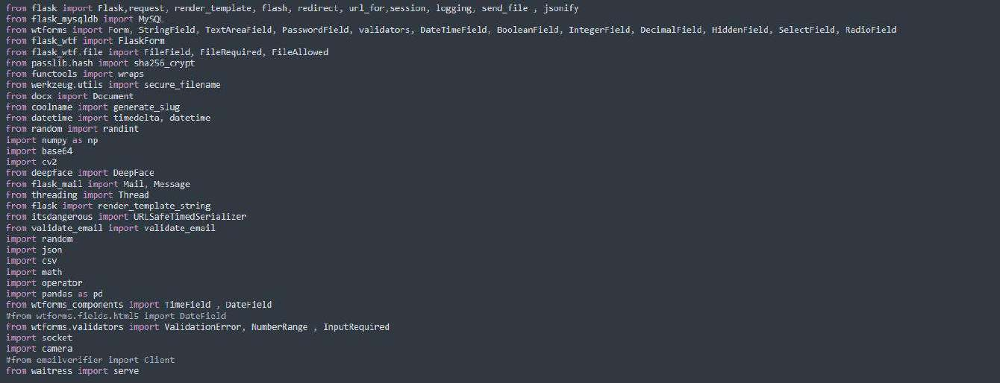 from flask import Flask,request, render_template, flash, redirect, url_for,session, logging, send_file , jsonify
from flask_mysqldb import MySQL
from wtforms import Form, StringField, TextAreaField, PasswordField, validators, DateTimeField, BooleanField, IntegerField, DecimalField, HiddenField, SelectField, RadioField
from flask_wtf import FlaskForm
from flask_wtf.file import FileField, FileRequired, FileAllowed
from passlib.hash import sha256_crypt
from functools import wraps
from werkzeug.utils import secure_filename
from docx import Document
from coolname import generate_slug
from datetime import timedelta, datetime
from random import randint
import numpy as np
import base64
import cv2
from deepface import DeepFace
from flask_mail import Mail, Message
from threading import Thread
from flask import render_template_string
from itsdangerous import URLSafeTimedSerializer
from validate_email import validate_email
import random
import json
import csv
import math
import operator
import pandas as pd
from wtforms_components import TimeField , DateField
#from wtforms.fields.html5 import DateField
from wtforms.validators import ValidationError, NumberRange , InputRequired
import socket
import camera
#from emailverifier import Client
from waitress import serve